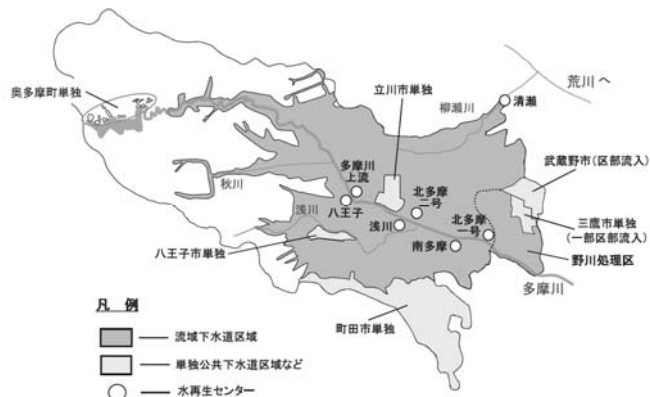 奥多摩町単独
立川市単独
荒川へ
柳瀬川
清瀬
武蔵野市(区部流入)
秋川
多摩川
上流
北多摩
二号
三鷹市単独
(一部区部流入)
浅川
八王子
浅川
北多摩
一号
野川処理区
八王子市単独
南多摩
多摩川
町田市単独
凡 例
流域下水道区域
単独公共下水道区域など
水再生センター